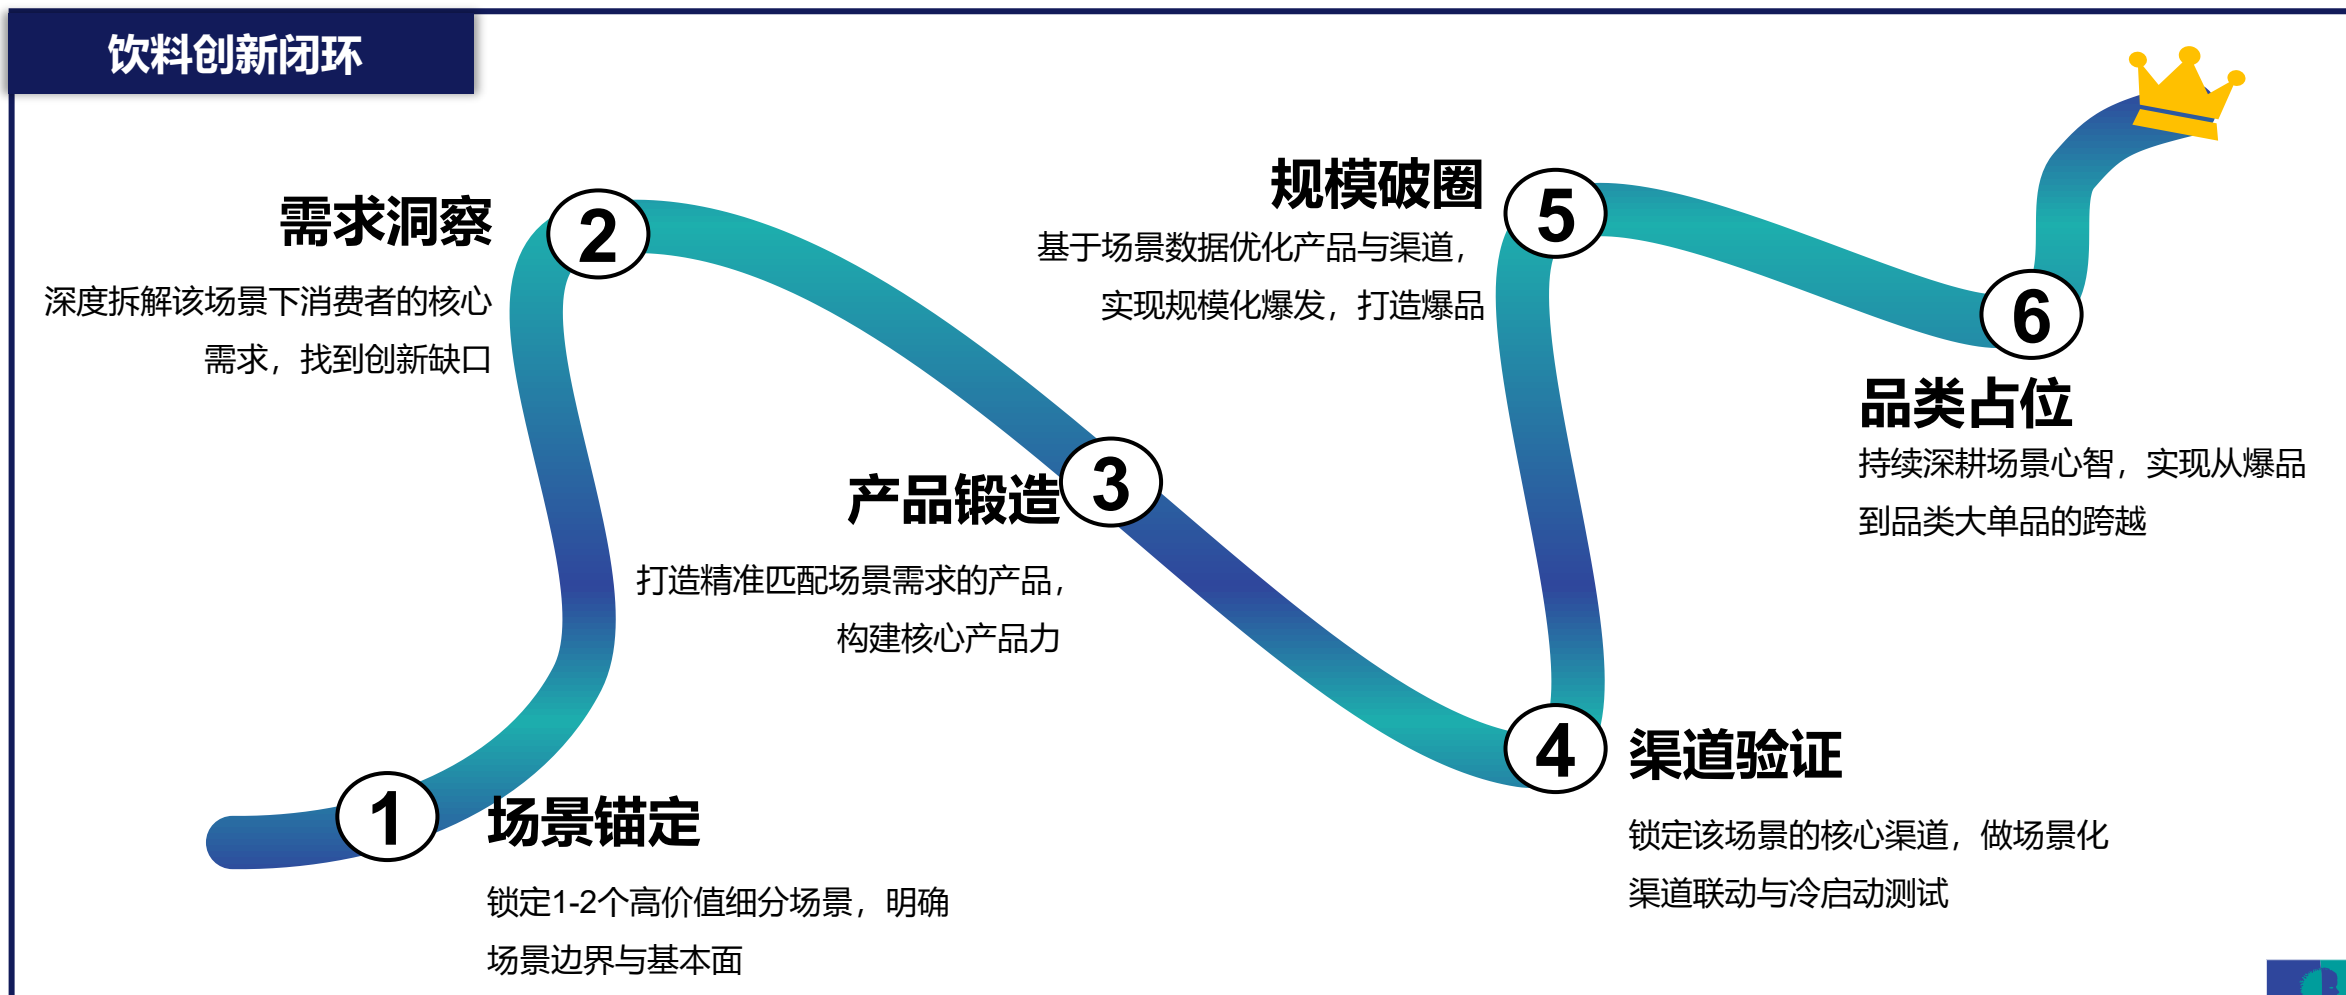 饮料创新闭环
1
场景锚定
锁定1-2个高价值细分场景，明确
场景边界与基本面
2
需求洞察
深度拆解该场景下消费者的核心
需求，找到创新缺口
3
产品锻造
打造精准匹配场景需求的产品，
构建核心产品力
4
渠道验证
锁定该场景的核心渠道，做场景化
渠道联动与冷启动测试
5
规模破圈
基于场景数据优化产品与渠道，
实现规模化爆发，打造爆品
6
品类占位
持续深耕场景心智，实现从爆品
到品类大单品的跨越